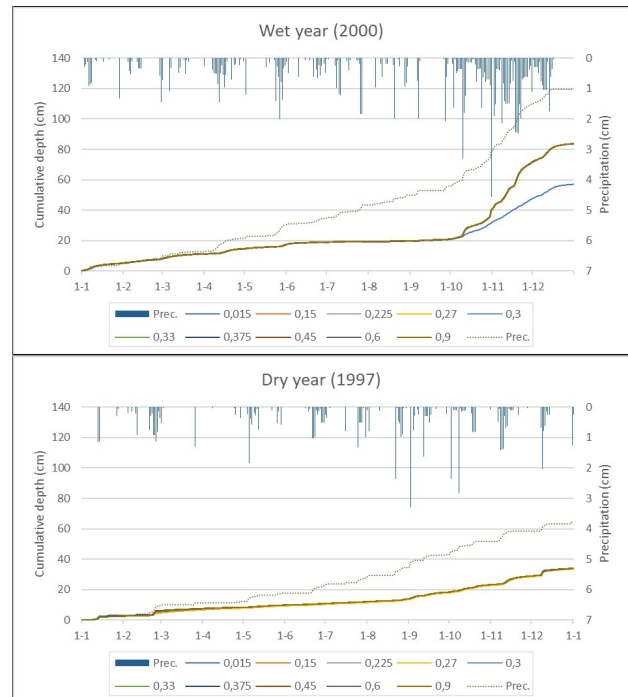 Wet year (2000)
140 0
120 1
100 2
80 3
60 4
40 5
20 6
0 7
Cumulative depth (cm)
Precipitation (cm)
1-1 1-2 1-3 1-4 1-5 1-6 1-7 1-8 1-9 1-10 1-11 1-12
Prec. 0,015 0,15 0,225 0,27 0,3
0,33 0,375 0,45 0,6 0,9 Prec.
Dry year (1997)
140 0
120 1
100 2
80 3
60 4
40 5
20 6
0 7
Cumulative depth (cm)
Precipitation (cm)
1-1 1-2 1-3 1-4 1-5 1-6 1-7 1-8 1-9 1-10 1-11 1-12 1-1
Prec. 0,015 0,15 0,225 0,27 0,3
0,33 0,375 0,45 0,6 0,9 Prec.